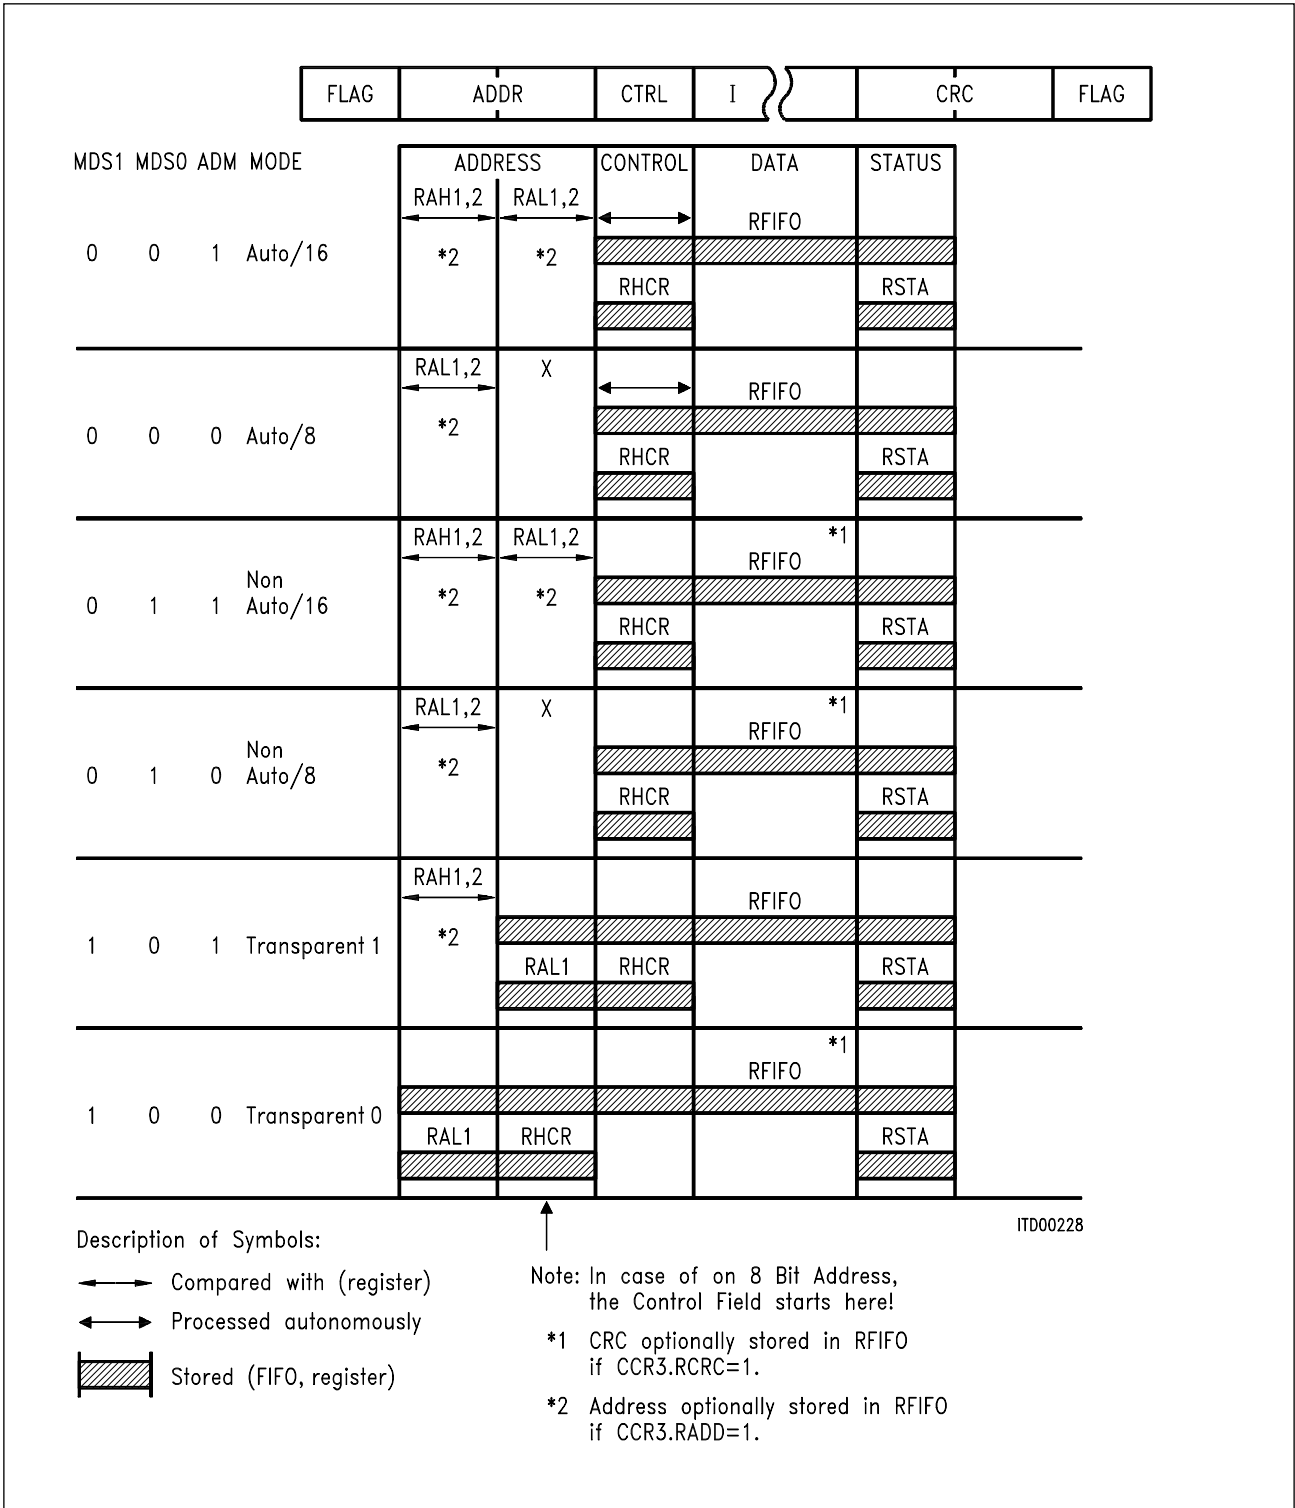 FLAG ADDR CTRL I CRC FLAG
MDS1 MDS0 ADM MODE ADDRESS CONTROL DATA STATUS
RAH1,2 RAL1,2 RFIFO
0 0 1 Auto/16 *2 *2
RHCR RSTA
RAL1,2 X RFIFO
0 0 0 Auto/8 *2
RHCR RSTA
RAH1,2 RAL1,2 *1
RFIFO
Non
0 1 1 Auto/16 *2 *2
RHCR RSTA
RAL1,2 X *1
RFIFO
Non
0 1 0 Auto/8 *2
RHCR RSTA
RAH1,2 RFIFO
1 0 1 Transparent 1 *2
RAL1 RHCR RSTA
*1
RFIFO
1 0 0 Transparent 0
RAL1 RHCR RSTA
ITD00228
Description of Symbols:
Compared with (register)
Processed autonomously
Stored (FIFO, register)
Note: In case of on 8 Bit Address,
the Control Field starts here!
*1 CRC optionally stored in RFIFO
if CCR3.RCRC=1.
*2 Address optionally stored in RFIFO
if CCR3.RADD=1.